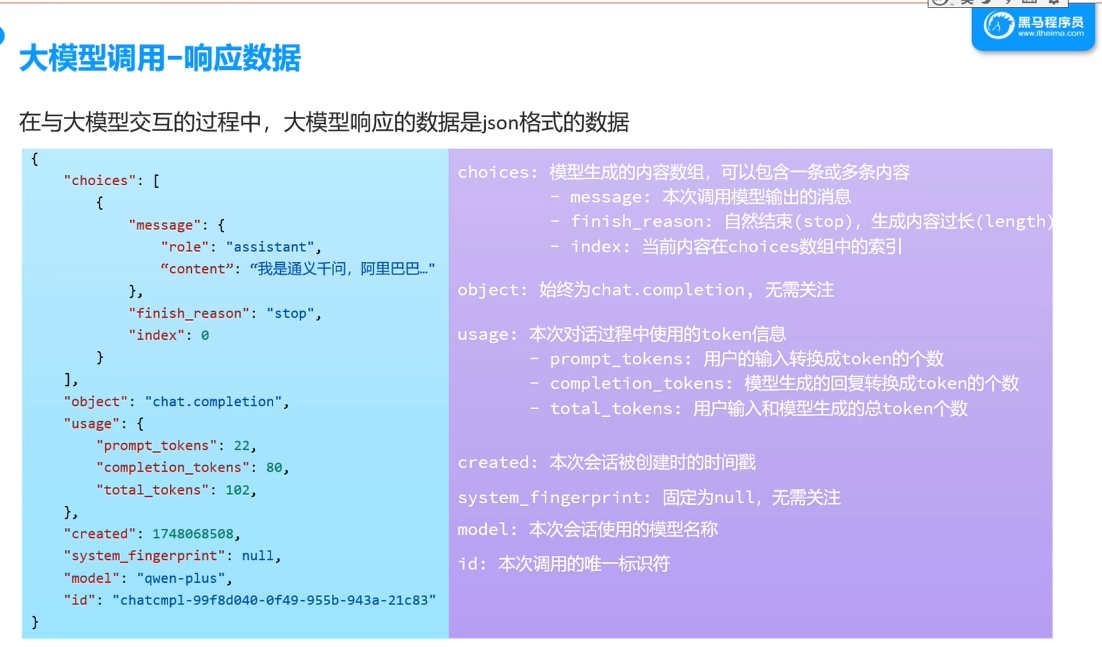 黑马程序员
www.itheima.com
大模型调用-响应数据
在与大模型交互的过程中，大模型响应的数据是json格式的数据
{
"choices": [
{
"message": {
"role": "assistant",
“content”: “我是通义千问，阿里巴巴…"
},
"finish_reason": "stop",
"index": 0
}
],
"object": "chat.completion",
"usage": {
"prompt_tokens": 22,
"completion_tokens": 80,
"total_tokens": 102,
},
"created": 1748068508,
"system_fingerprint": null,
"model": "qwen-plus",
"id": "chatcmpl-99f8d040-0f49-955b-943a-21c83"
}
choices: 模型生成的内容数组，可以包含一条或多条内容
- message: 本次调用模型输出的消息
- finish_reason: 自然结束(stop)，生成内容过长(length)
- index: 当前内容在choices数组中的索引
object: 始终为chat.completion, 无需关注
usage: 本次对话过程中使用的token信息
- prompt_tokens: 用户的输入转换成token的个数
- completion_tokens: 模型生成的回复转换成token的个数
- total_tokens: 用户输入和模型生成的总token个数
created: 本次会话被创建时的时间戳
system_fingerprint: 固定为null，无需关注
model: 本次会话使用的模型名称
id: 本次调用的唯一标识符